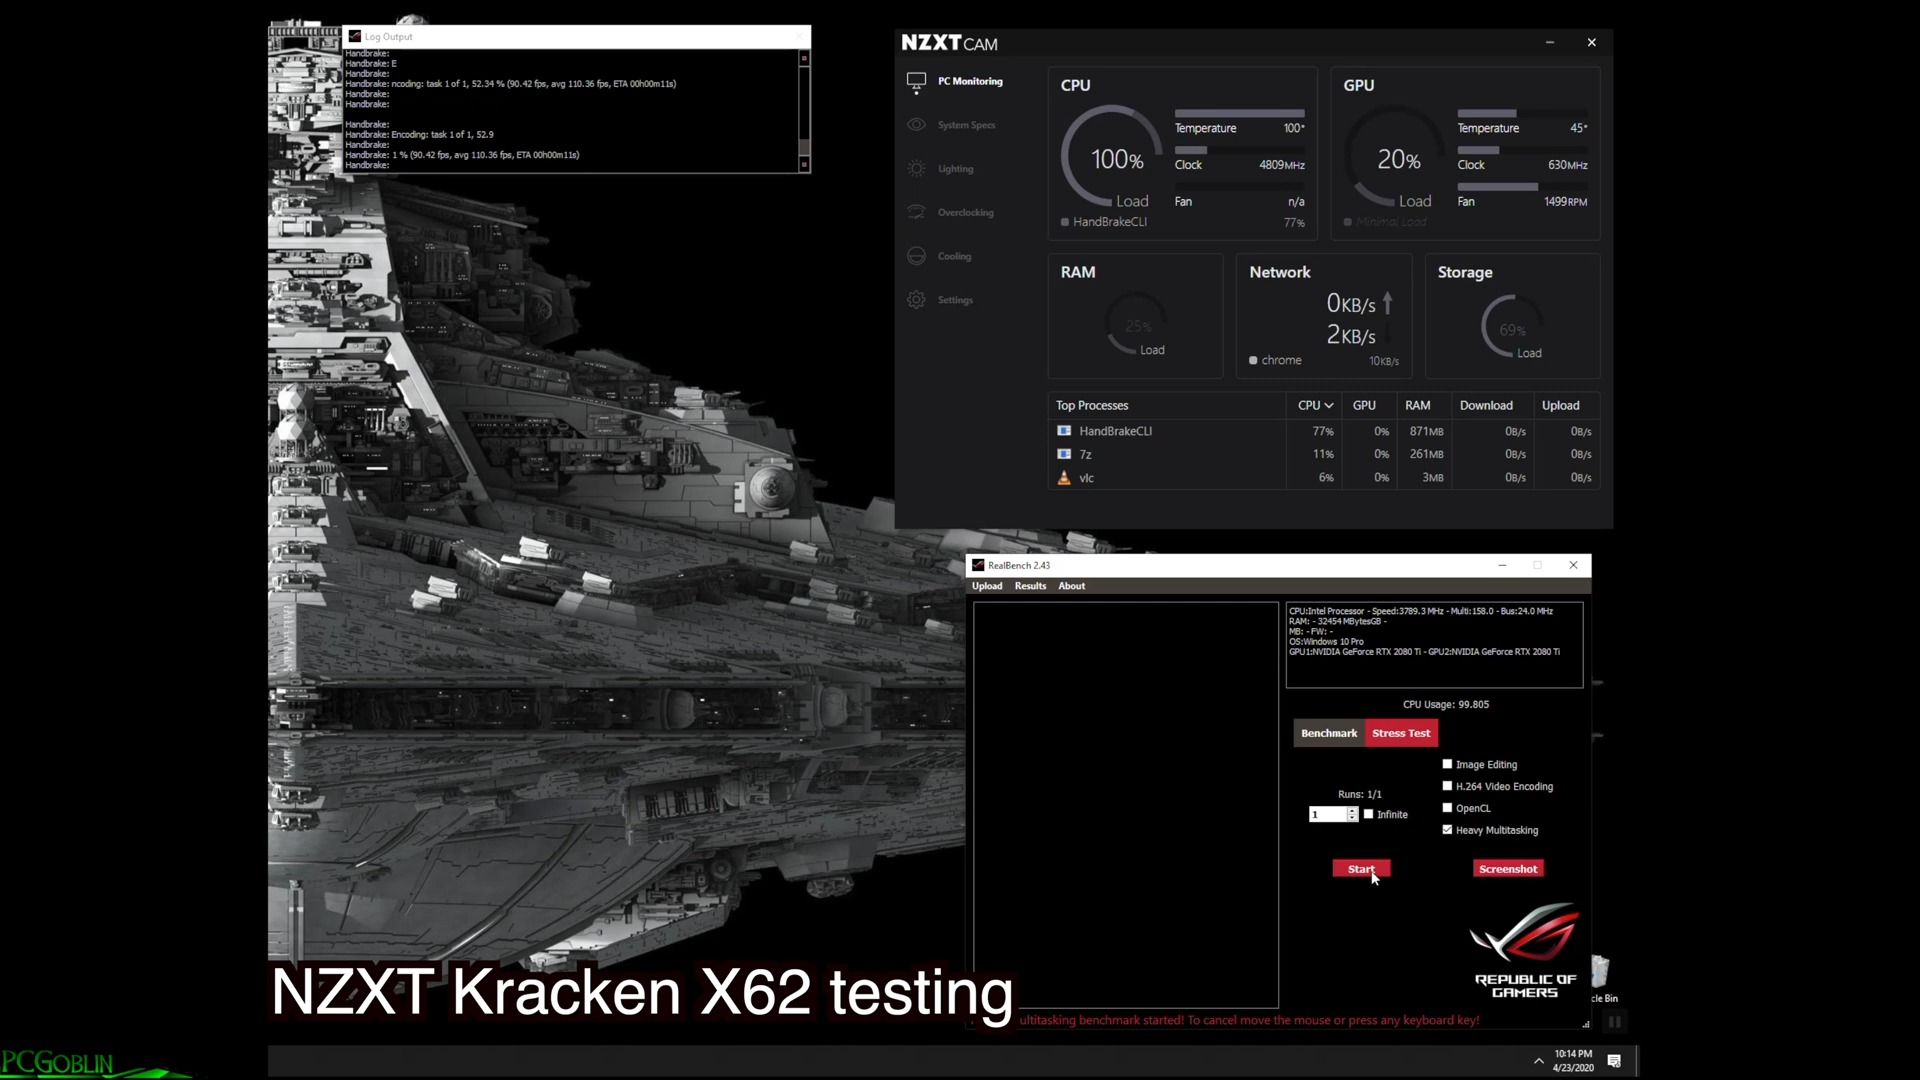 Log Output
Handbrake:
Handbrake: E
Handbrake:
Handbrake: ncoding: task 1 of 1, 52.34 % (90.42 fps, avg 110.36 fps, ETA 00h00m11s)
Handbrake:
Handbrake:
Handbrake:
Handbrake: Encoding: task 1 of 1, 52.9
Handbrake:
Handbrake: 1 % (90.42 fps, avg 110.36 fps, ETA 00h00m11s)
Handbrake:
NZXT CAM
PC Monitoring
System Specs
Lighting
Overclocking
Cooling
Settings
CPU
100%
Load
Temperature 100°
Clock 4809MHz
Fan n/a
HandBrakeCLI 77%
GPU
20%
Load
Temperature 45°
Clock 630MHz
Fan 1499RPM
Minimal Load
RAM
25%
Load
Network
0KB/s
2KB/s
chrome 10KB/s
Storage
69%
Load
Top Processes CPU GPU RAM Download Upload
HandBrakeCLI 77% 0% 871MB 0B/s 0B/s
7z 11% 0% 261MB 0B/s 0B/s
vlc 6% 0% 3MB 0B/s 0B/s
RealBench 2.43
Upload Results About
CPU:Intel Processor - Speed:3789.3 MHz - Multi:158.0 - Bus:24.0 MHz
RAM: - 32454 MBytesGB -
MB: - FW: -
OS:Windows 10 Pro
GPU1:NVIDIA GeForce RTX 2080 Ti - GPU2:NVIDIA GeForce RTX 2080 Ti
CPU Usage: 99.805
Benchmark Stress Test
Image Editing
H.264 Video Encoding
OpenCL
Heavy Multitasking
Runs: 1/1
1 Infinite
Start
Screenshot
REPUBLIC OF
GAMERS
cle Bin
ultitasking benchmark started! To cancel move the mouse or press any keyboard key!
NZXT Kracken X62 testing
PCGOBLIN
10:14 PM
4/23/2020